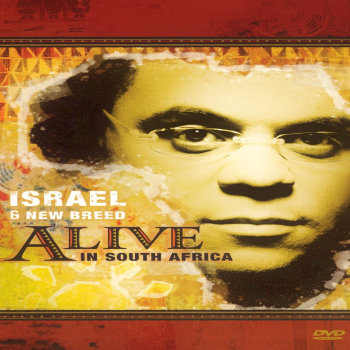 ISRAEL
& NEW BREED
ALIVE
IN SOUTH AFRICA
DVD